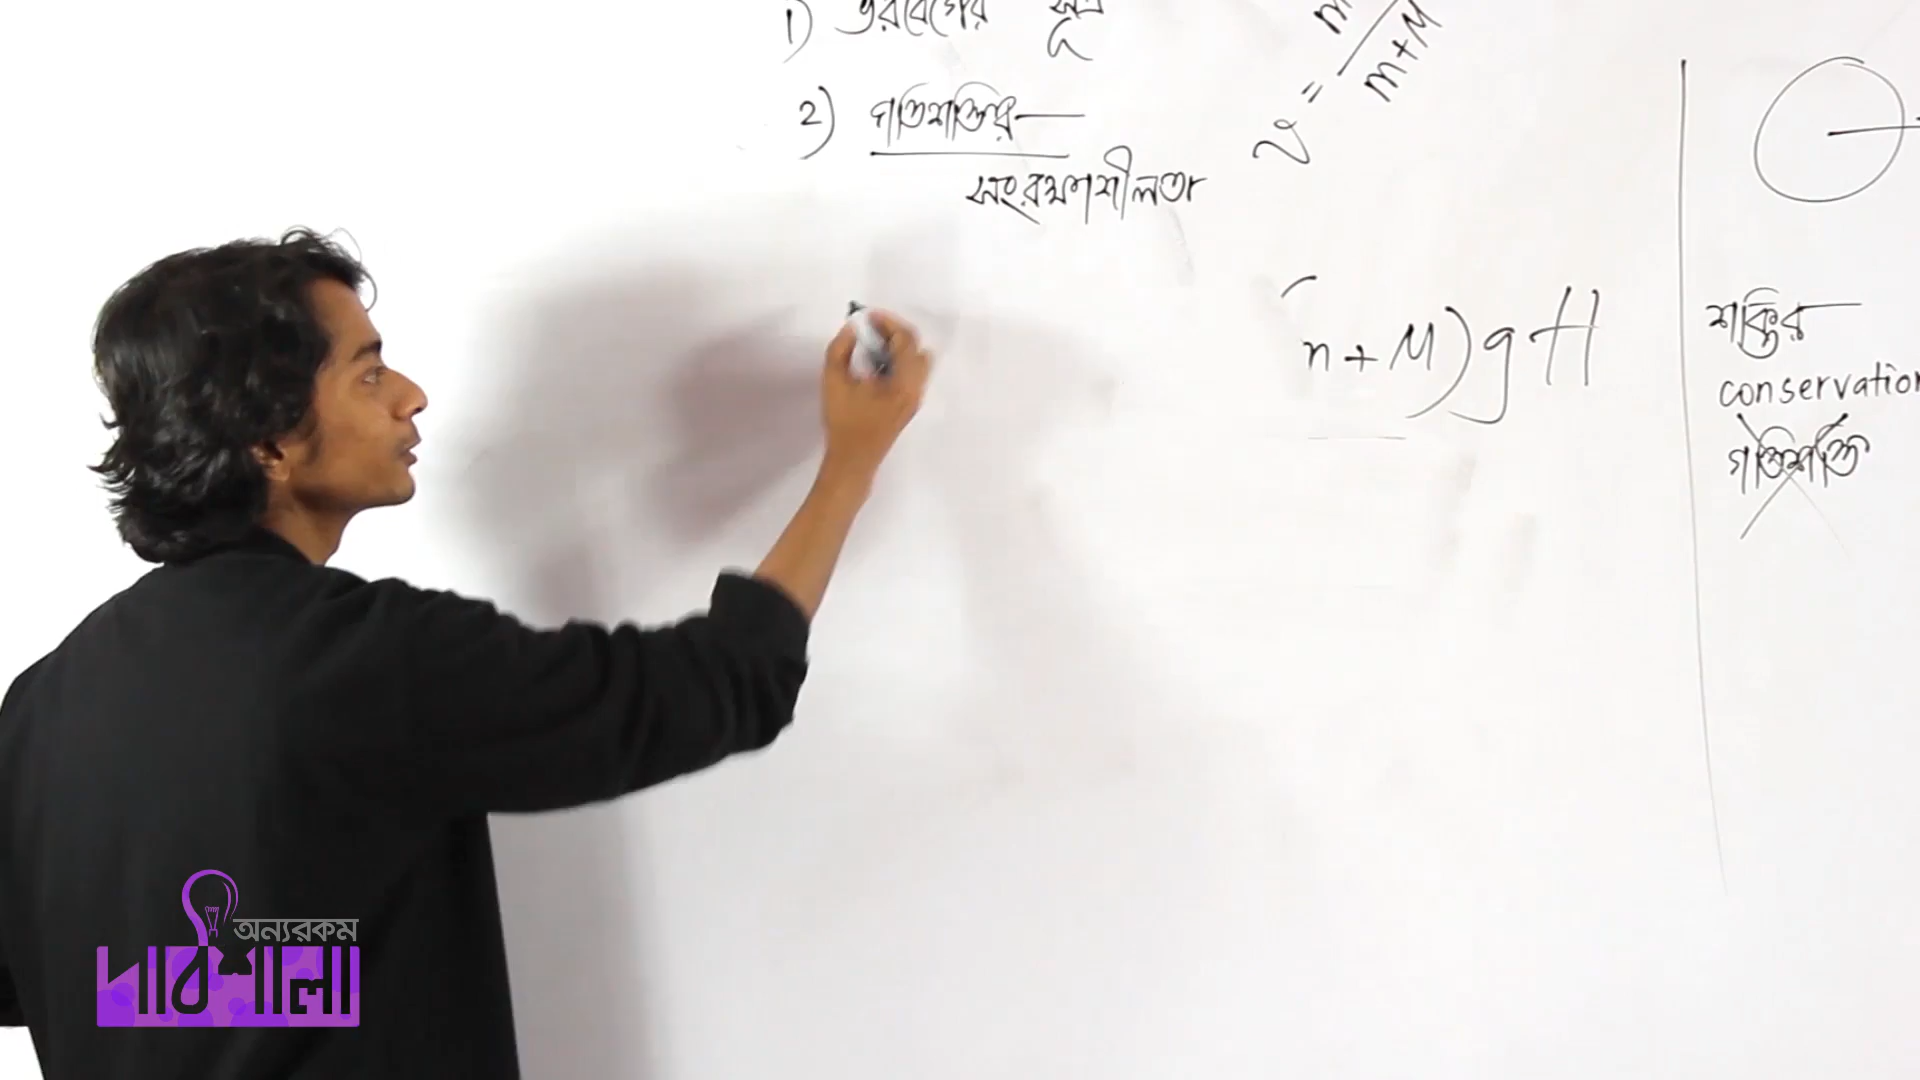 1) ভরবেগের সূত্র
2) গতিশক্তির
সংরক্ষণশীলতা
v = m
m+M
(m+M)gH
শক্তির
conservation
গতিশক্তি
অন্যরকম
পাঠশালা